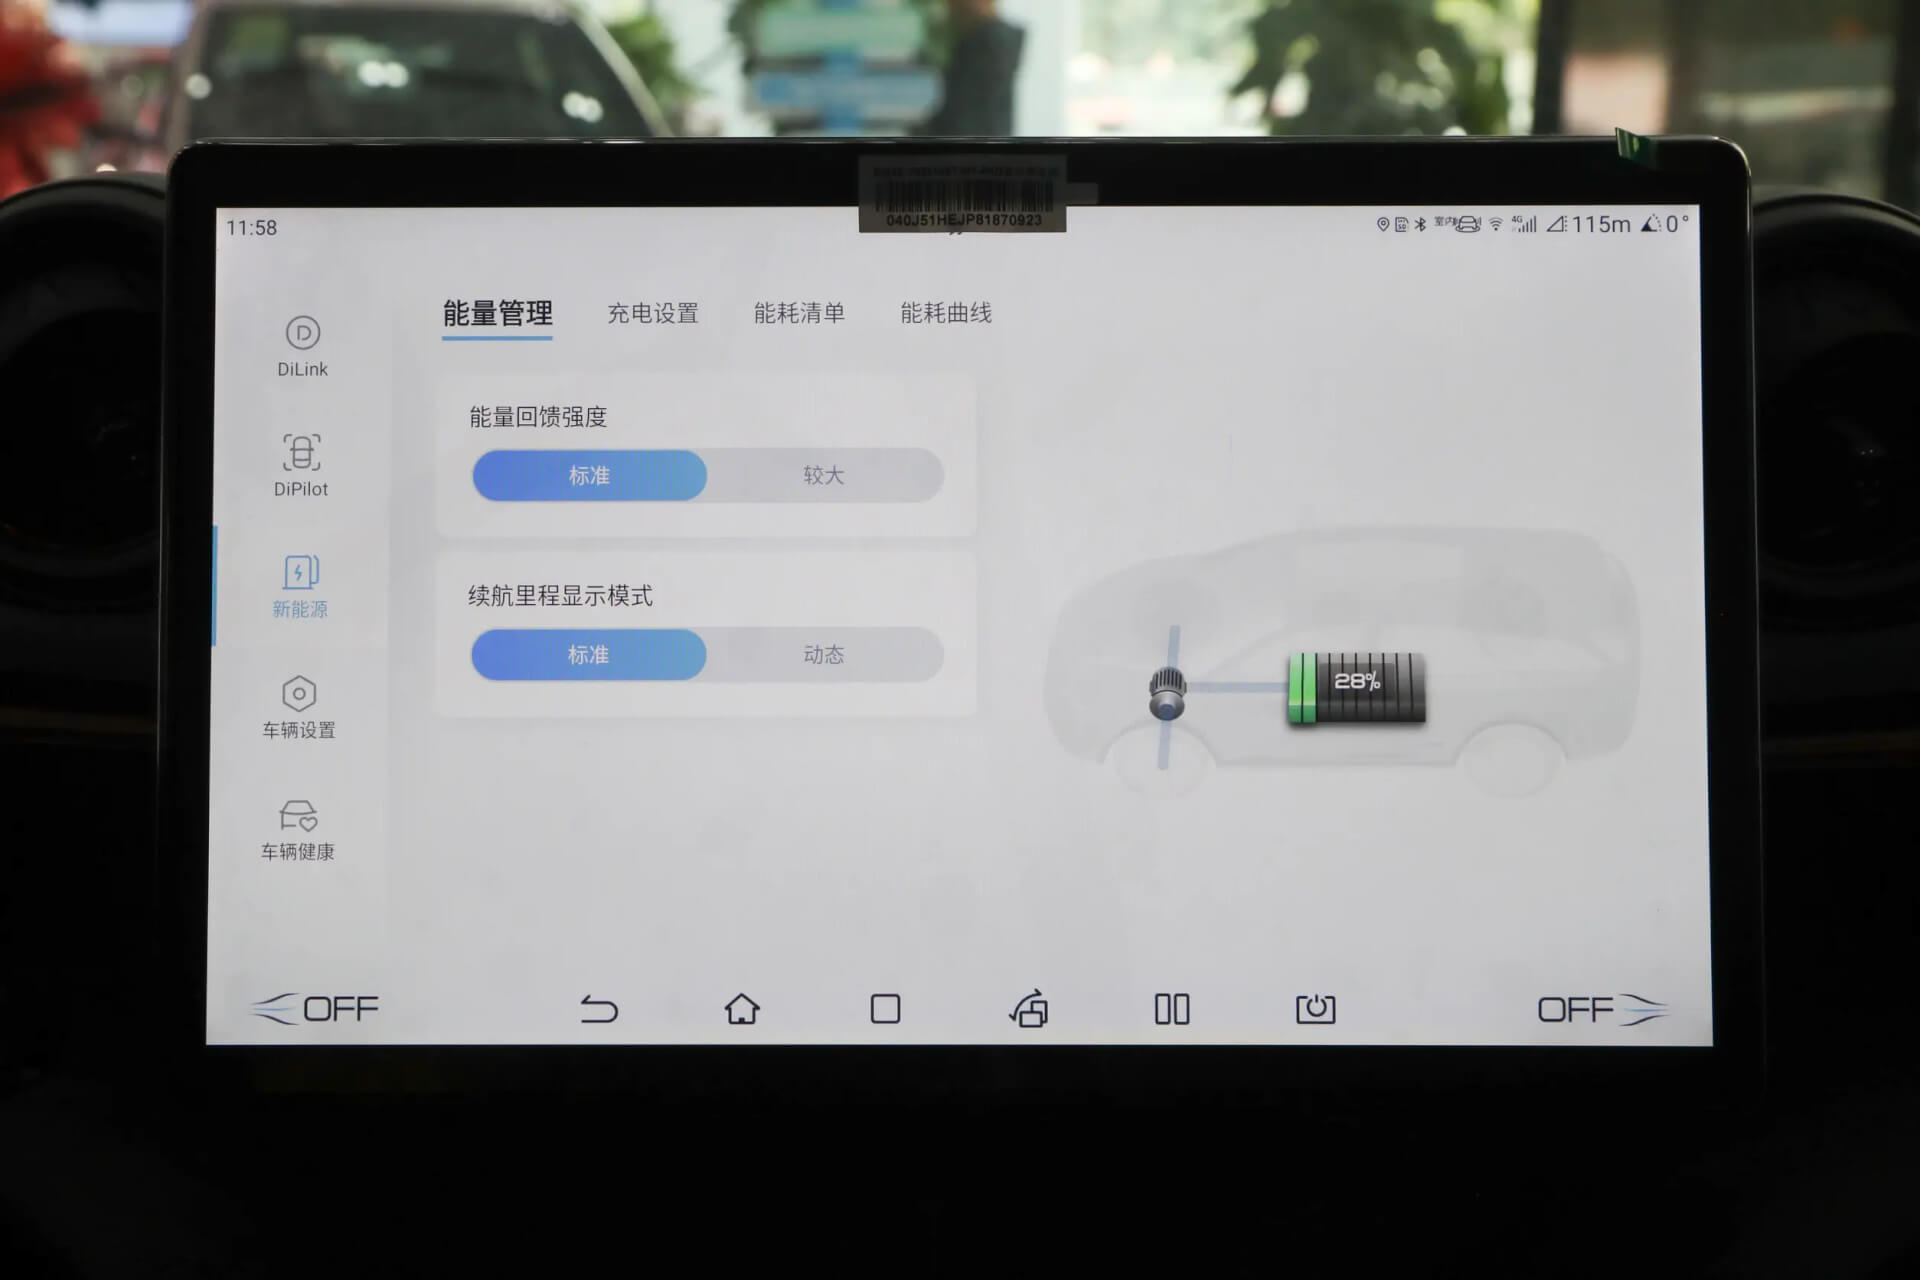 040J51HEJP81870923
11:58
室内
4G
115m
0°
能量管理 充电设置 能耗清单 能耗曲线
DiLink
能量回馈强度
标准 较大
DiPilot
续航里程显示模式
新能源
标准 动态
28%
车辆设置
车辆健康
OFF OFF